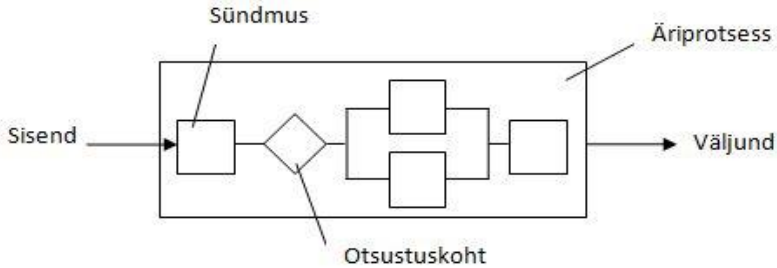 Sündmus
Äriprotsess
Sisend
Väljund
Otsustuskoht